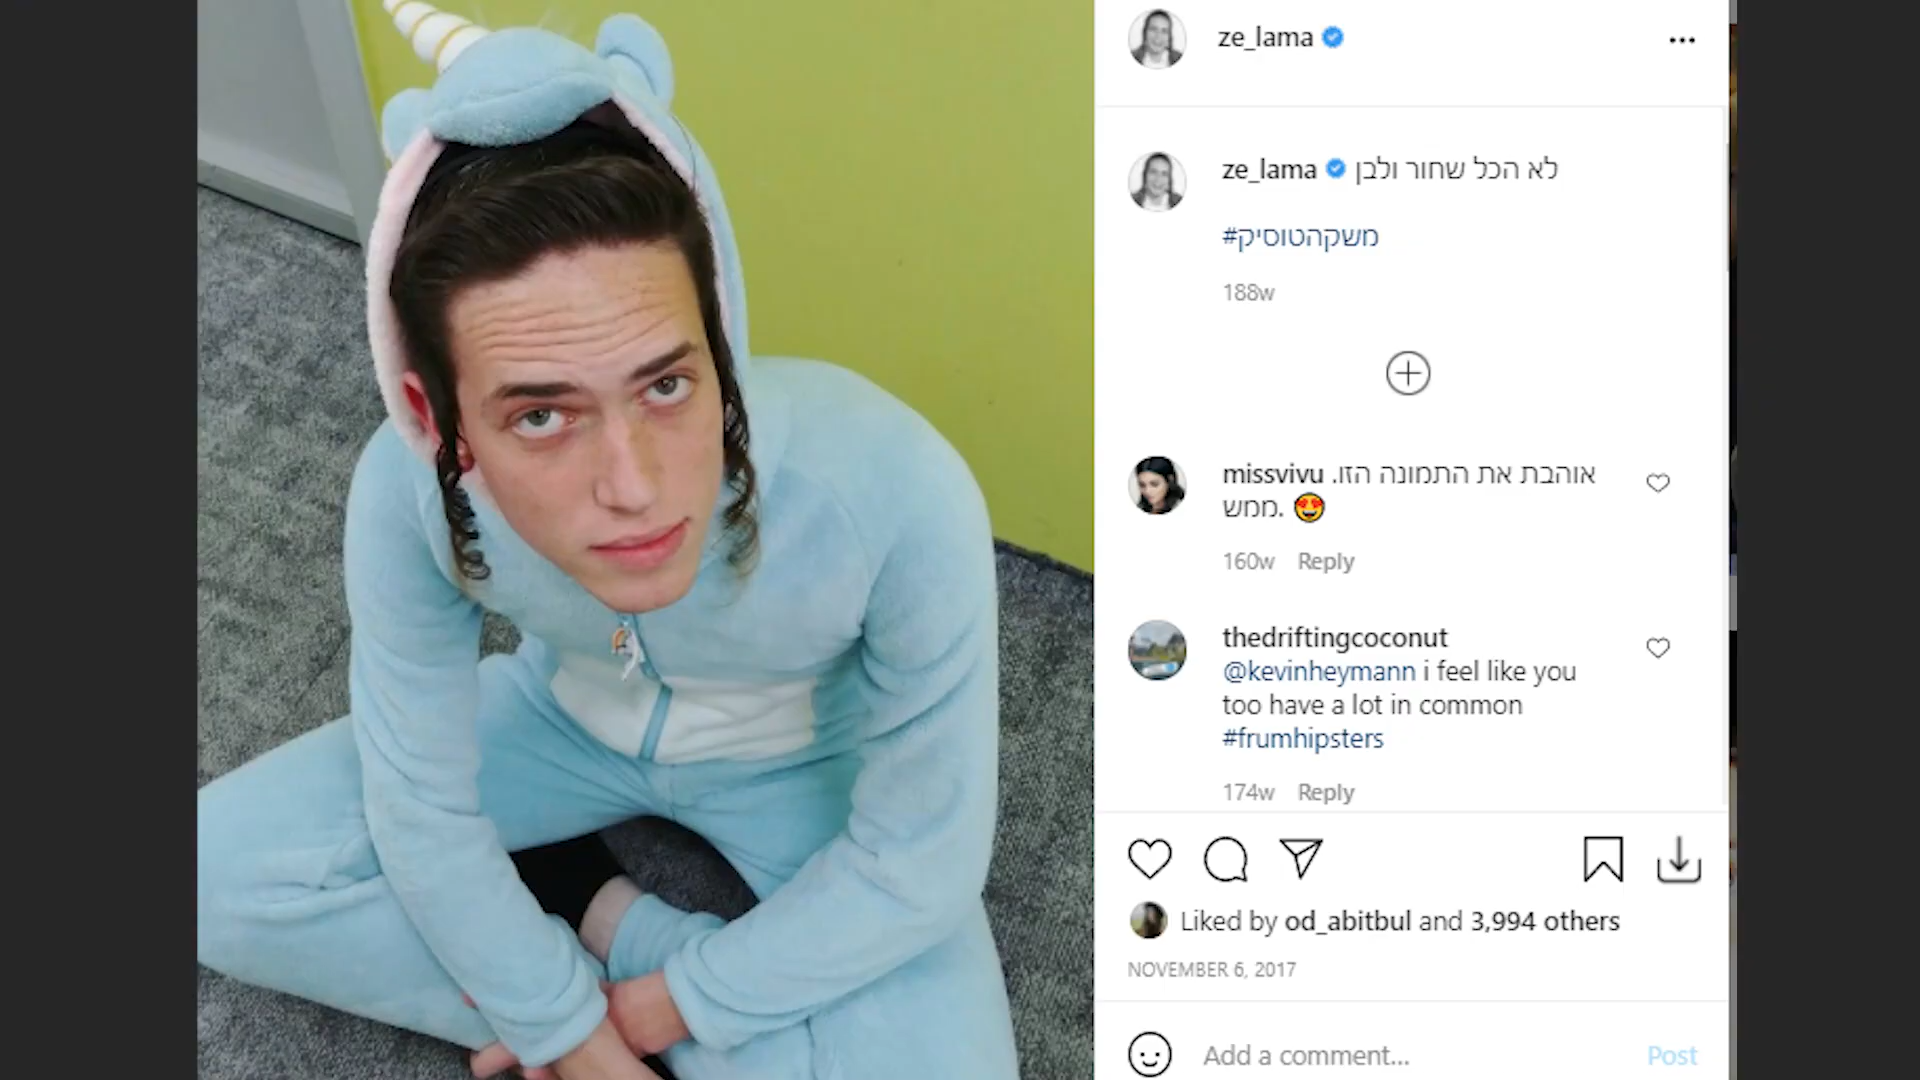 ze_lama
ze_lama לא הכל שחור ולבן
#משקהטוסיק
188w
missvivu אוהבת את התמונה הזו.
ממש. 😍
160w Reply
thedriftingcoconut
@kevinheymann i feel like you
too have a lot in common
#frumhipsters
174w Reply
Liked by od_abitbul and 3,994 others
NOVEMBER 6, 2017
Add a comment... Post